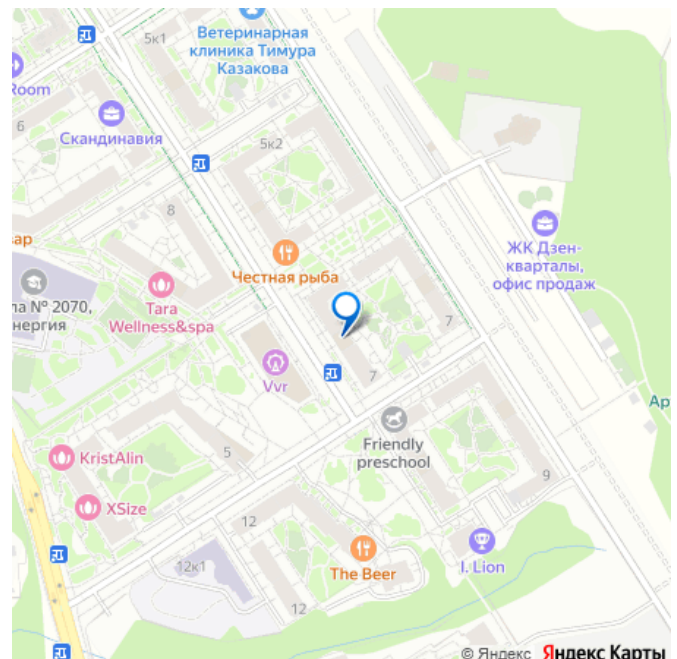 5к1
Ветеринарная
клиника Тимура
Казакова
Room
6
Скандинавия
5к2
8
вар
Честная рыба
ЖК Дзен-
кварталы,
офис продаж
ла № 2070,
нергия
Tara
Wellness&spa
7
Vvr
7
Ар
Friendly
preschool
5
KristAlin
9
XSize
12
The Beer
I. Lion
12к1
12
© Яндекс Яндекс Карты